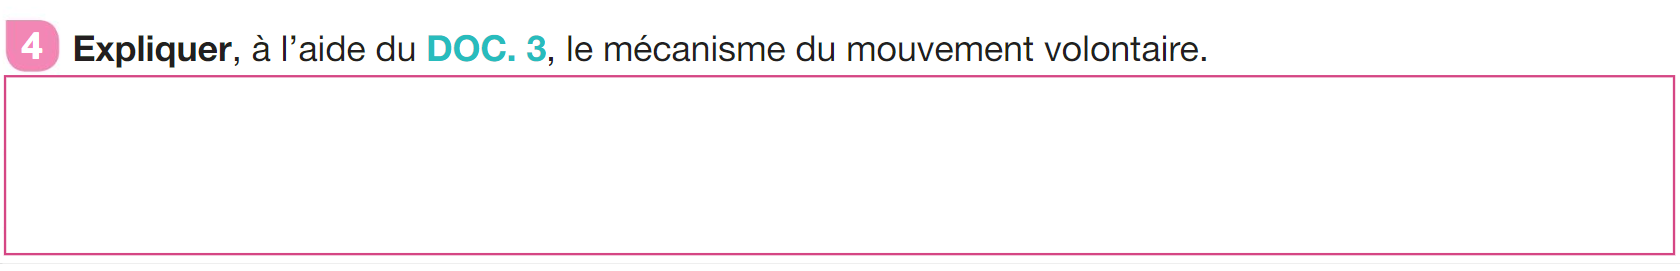 4 Expliquer, à l’aide du DOC. 3, le mécanisme du mouvement volontaire.